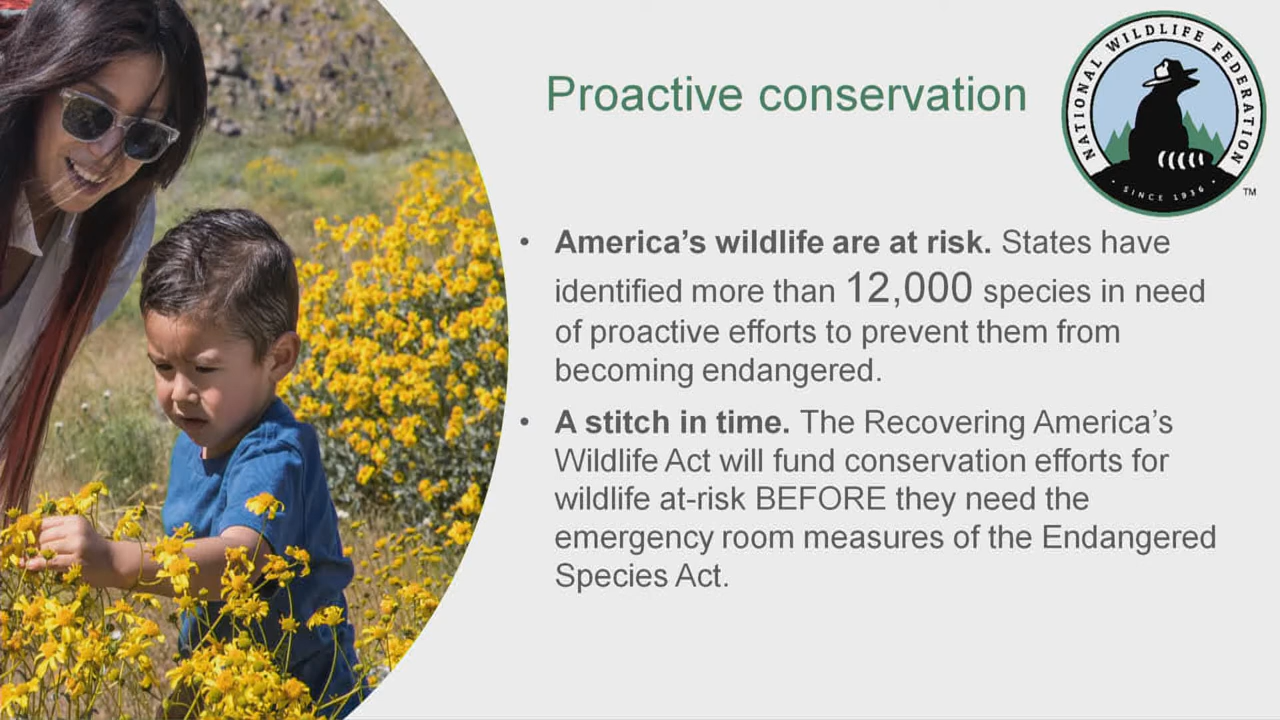 Proactive conservation
NATIONAL WILDLIFE FEDERATION
• SINCE 1936 •
TM
• America's wildlife are at risk. States have
identified more than 12,000 species in need
of proactive efforts to prevent them from
becoming endangered.
• A stitch in time. The Recovering America's
Wildlife Act will fund conservation efforts for
wildlife at-risk BEFORE they need the
emergency room measures of the Endangered
Species Act.